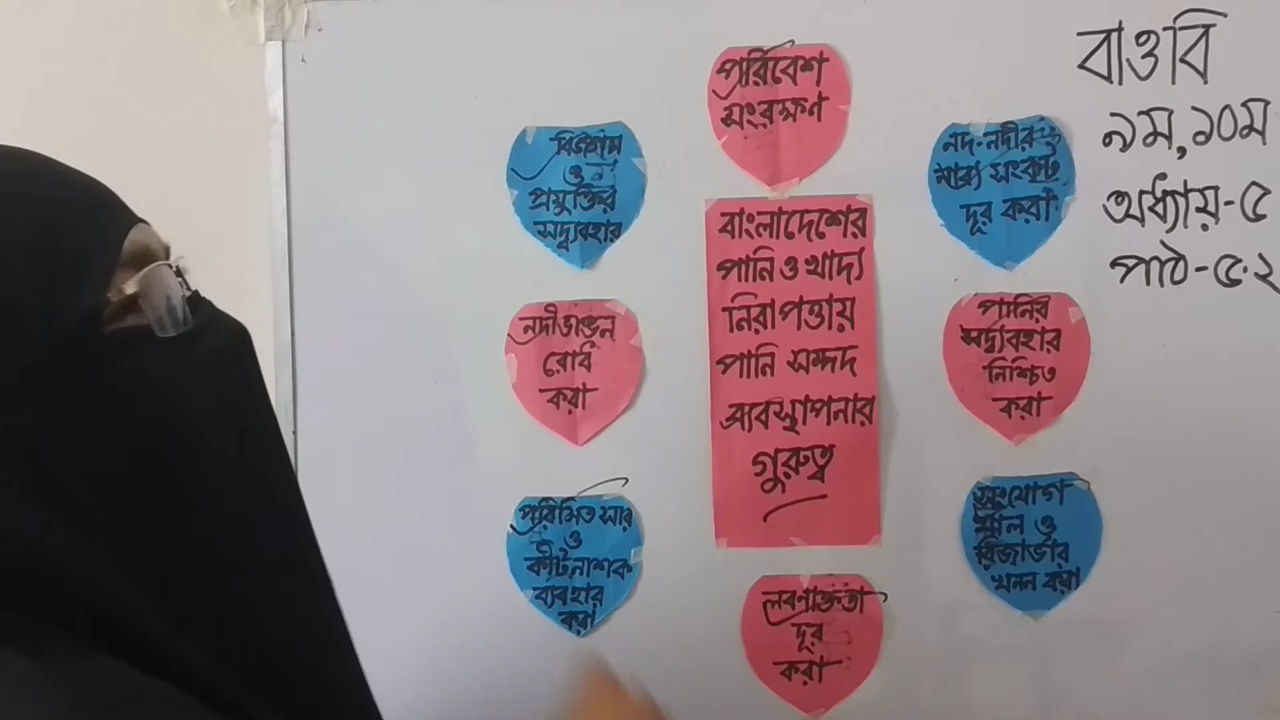 পরিবেশ
সংরক্ষণ
বিজ্ঞান
ও
প্রযুক্তির
সদ্ব্যবহার
নদীভাঙন
রোধ
করা
পরিমিত সার
ও
কীটনাশক
ব্যবহার
করা
বাংলাদেশের
পানি ও খাদ্য
নিরাপত্তায়
পানি সম্পদ
ব্যবস্থাপনার
গুরুত্ব
লবণাক্ততা
দূর
করা
নদ-নদীর
নাব্য সংকট
দূর করা
পানির
সদ্ব্যবহার
নিশ্চিত
করা
সংযোগ
খাল ও
রিজার্ভার
খনন করা
বাওবি
৯ম,১০ম
অধ্যায়-৫
পাঠ-৫.২